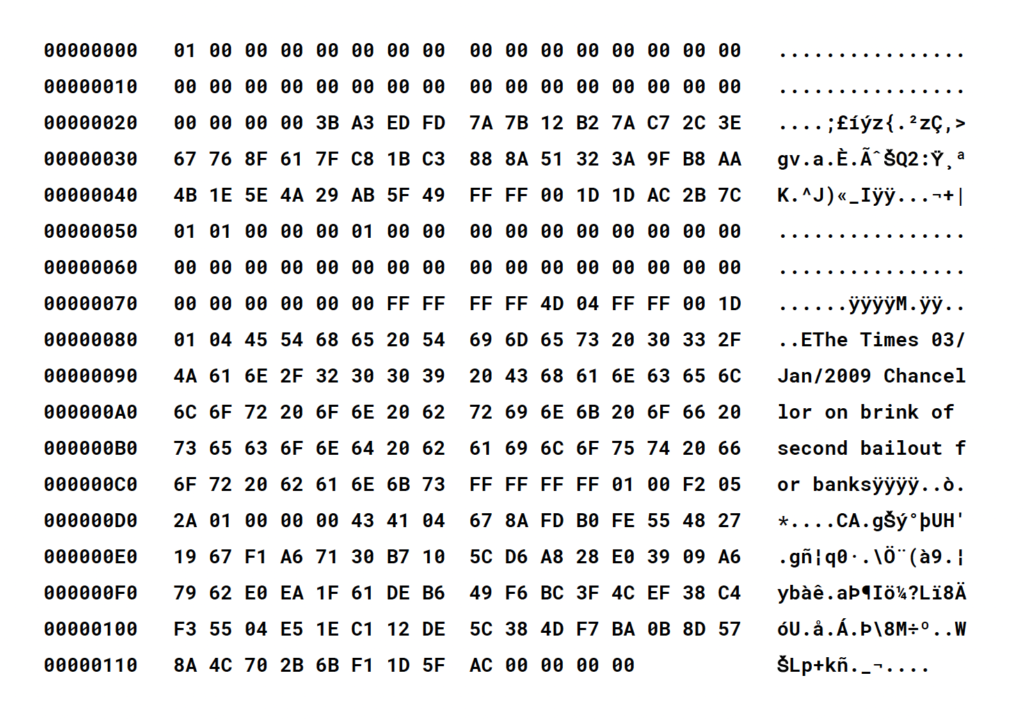 00000000 01 00 00 00 00 00 00 00 00 00 00 00 00 00 00 00 ................
00000010 00 00 00 00 00 00 00 00 00 00 00 00 00 00 00 00 ................
00000020 00 00 00 00 3B A3 ED FD 7A 7B 12 B2 7A C7 2C 3E ....;£íýz{.²zÇ,>
00000030 67 76 8F 61 7F C8 1B C3 88 8A 51 32 3A 9F B8 AA gv.a.È.ÃˆŠQ2:Ÿ¸ª
00000040 4B 1E 5E 4A 29 AB 5F 49 FF FF 00 1D 1D AC 2B 7C K.^J)«_Iÿÿ...¬+|
00000050 01 01 00 00 00 01 00 00 00 00 00 00 00 00 00 00 ................
00000060 00 00 00 00 00 00 00 00 00 00 00 00 00 00 00 00 ................
00000070 00 00 00 00 00 00 FF FF FF FF 4D 04 FF FF 00 1D ......ÿÿÿÿM.ÿÿ..
00000080 01 04 45 54 68 65 20 54 69 6D 65 73 20 30 33 2F ..EThe Times 03/
00000090 4A 61 6E 2F 32 30 30 39 20 43 68 61 6E 63 65 6C Jan/2009 Chancel
000000A0 6C 6F 72 20 6F 6E 20 62 72 69 6E 6B 20 6F 66 20 lor on brink of
000000B0 73 65 63 6F 6E 64 20 62 61 69 6C 6F 75 74 20 66 second bailout f
000000C0 6F 72 20 62 61 6E 6B 73 FF FF FF FF 01 00 F2 05 or banksÿÿÿÿ..ò.
000000D0 2A 01 00 00 00 43 41 04 67 8A FD B0 FE 55 48 27 *....CA.gŠý°þUH'
000000E0 19 67 F1 A6 71 30 B7 10 5C D6 A8 28 E0 39 09 A6 .gñ¦q0·.\Ö¨(à9.¦
000000F0 79 62 E0 EA 1F 61 DE B6 49 F6 BC 3F 4C EF 38 C4 ybàê.aÞ¶Iö¼?Lï8Ä
00000100 F3 55 04 E5 1E C1 12 DE 5C 38 4D F7 BA 0B 8D 57 óU.å.Á.Þ\8M÷º..W
00000110 8A 4C 70 2B 6B F1 1D 5F AC 00 00 00 00 ŠLp+kñ._¬....